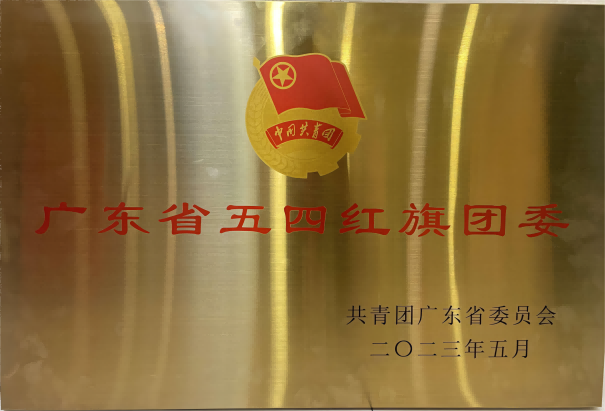 中国共青团
广东省五四红旗团委
共青团广东省委员会
二〇二三年五月